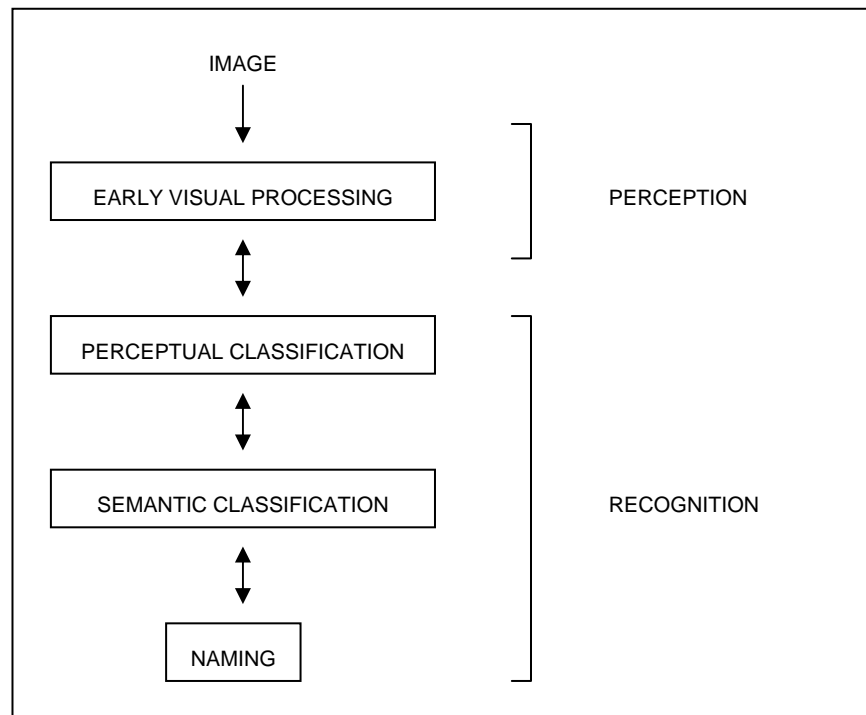 IMAGE
EARLY VISUAL PROCESSING
PERCEPTION
PERCEPTUAL CLASSIFICATION
SEMANTIC CLASSIFICATION
RECOGNITION
NAMING